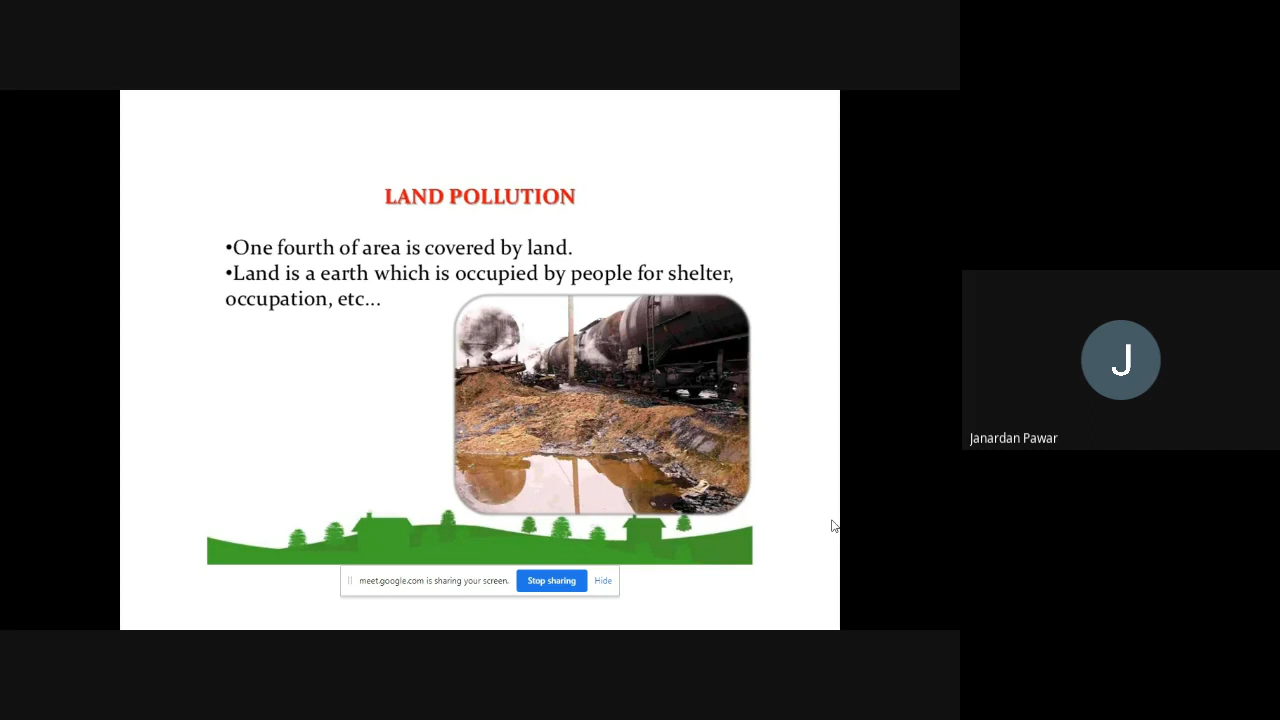 LAND POLLUTION
•One fourth of area is covered by land.
•Land is a earth which is occupied by people for shelter,
occupation, etc...
meet.google.com is sharing your screen.
Stop sharing
Hide
J
Janardan Pawar